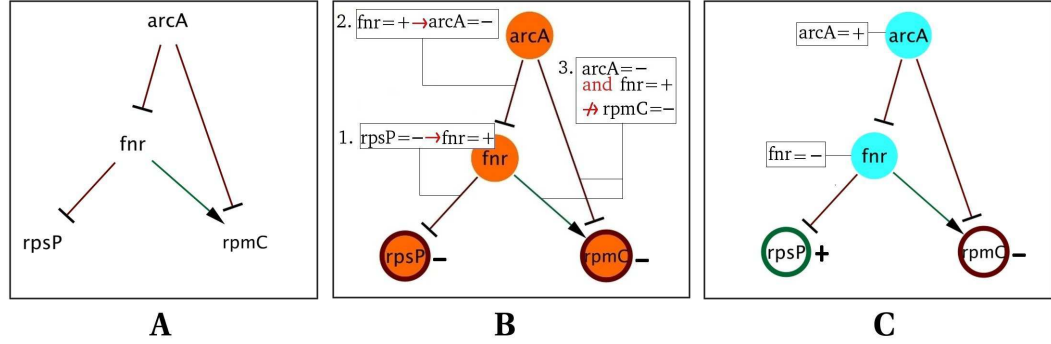 arcA
fnr
rpsP
rpmC
A
2. fnr=+→arcA=−
arcA
3. arcA=−
and fnr=+
↛ rpmC=−
1. rpsP=−→fnr=+
fnr
rpsP −
rpmC −
B
arcA=+
arcA
fnr=−
fnr
rpsP +
rpmC −
C